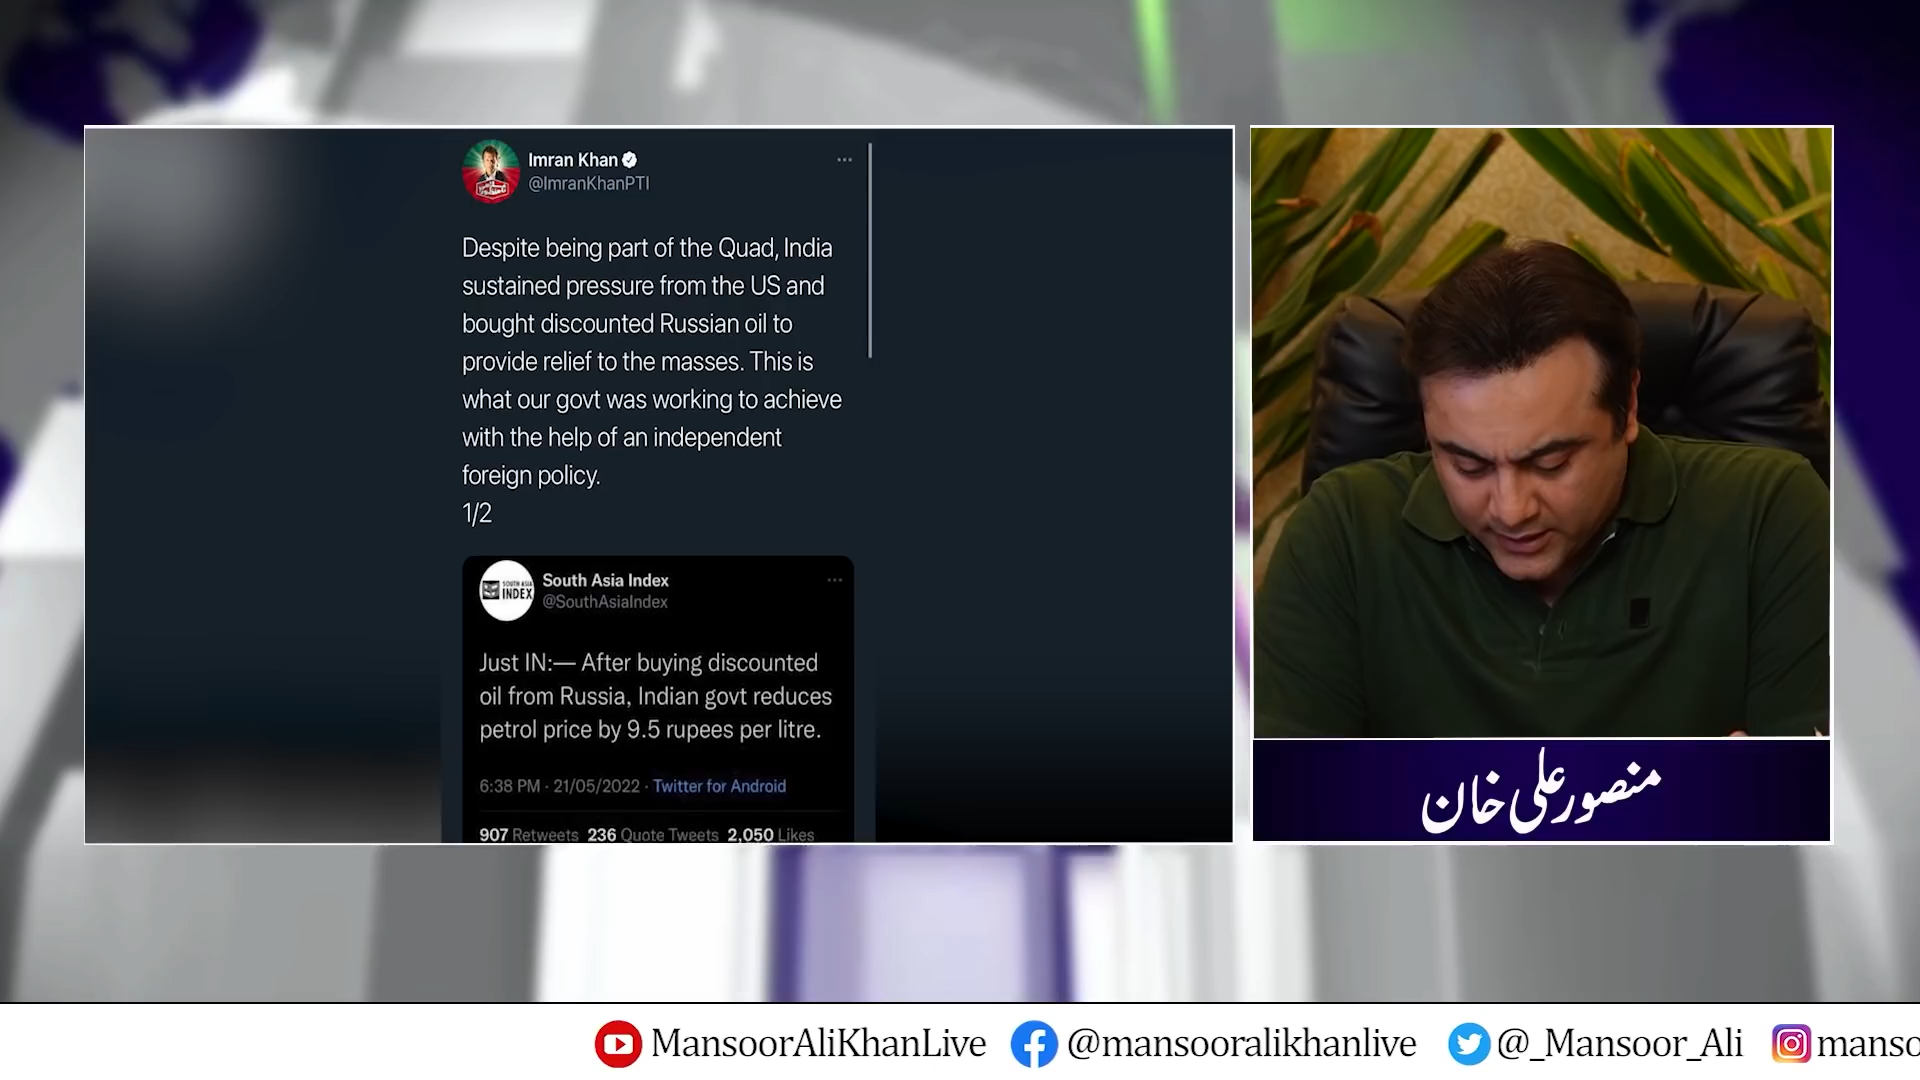 Imran Khan
@ImranKhanPTI
Despite being part of the Quad, India
sustained pressure from the US and
bought discounted Russian oil to
provide relief to the masses. This is
what our govt was working to achieve
with the help of an independent
foreign policy.
1/2
SOUTH ASIA
INDEX
South Asia Index
@SouthAsiaIndex
Just IN:— After buying discounted
oil from Russia, Indian govt reduces
petrol price by 9.5 rupees per litre.
6:38 PM · 21/05/2022 · Twitter for Android
907 Retweets 236 Quote Tweets 2,050 Likes
منصور علی خان
MansoorAliKhanLive @mansooralikhanlive @_Mansoor_Ali manso